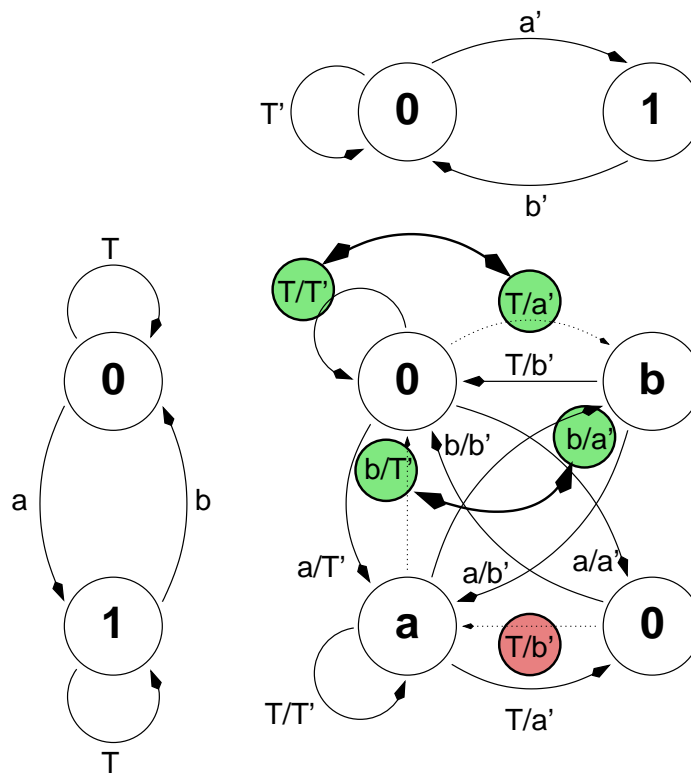 a’
T’
0
1
b’
T
0
a
b
1
T
T/T’
T/a’
0
T/b’
b
b/b’
b/a’
b/T’
a/T’
a/b’
a/a’
a
T/b’
0
T/T’
T/a’